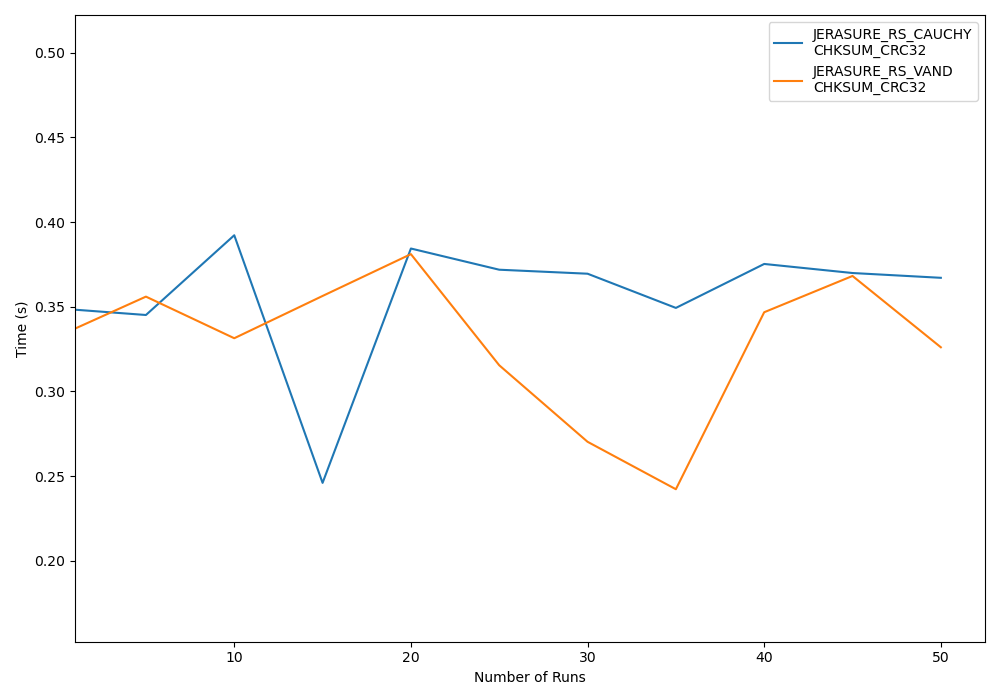 JERASURE_RS_CAUCHY
CHKSUM_CRC32
JERASURE_RS_VAND
CHKSUM_CRC32
0.50
0.45
0.40
0.35
0.30
0.25
0.20
Time (s)
10
20
30
40
50
Number of Runs